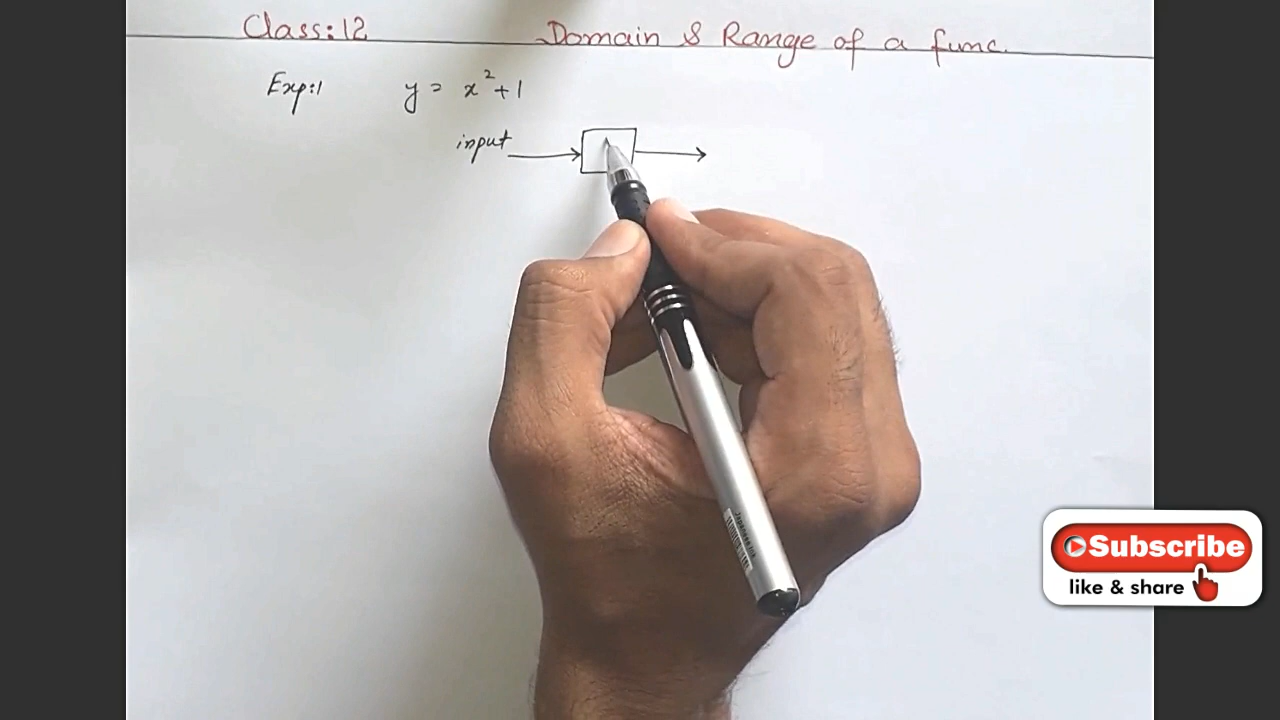 Class:12 Domain & Range of a func.
Exp:1 y = x²+1
input
Subscribe
like & share